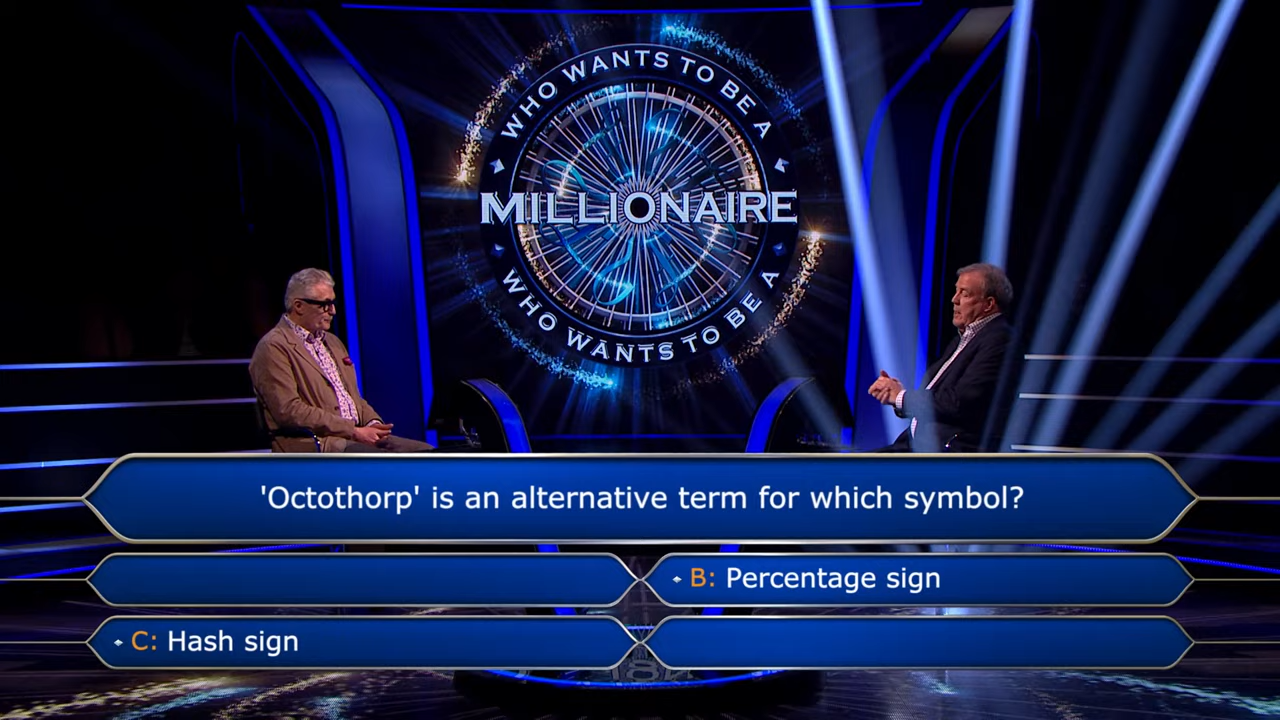 WHO WANTS TO BE A
MILLIONAIRE
WHO WANTS TO BE A
'Octothorp' is an alternative term for which symbol?
B: Percentage sign
C: Hash sign